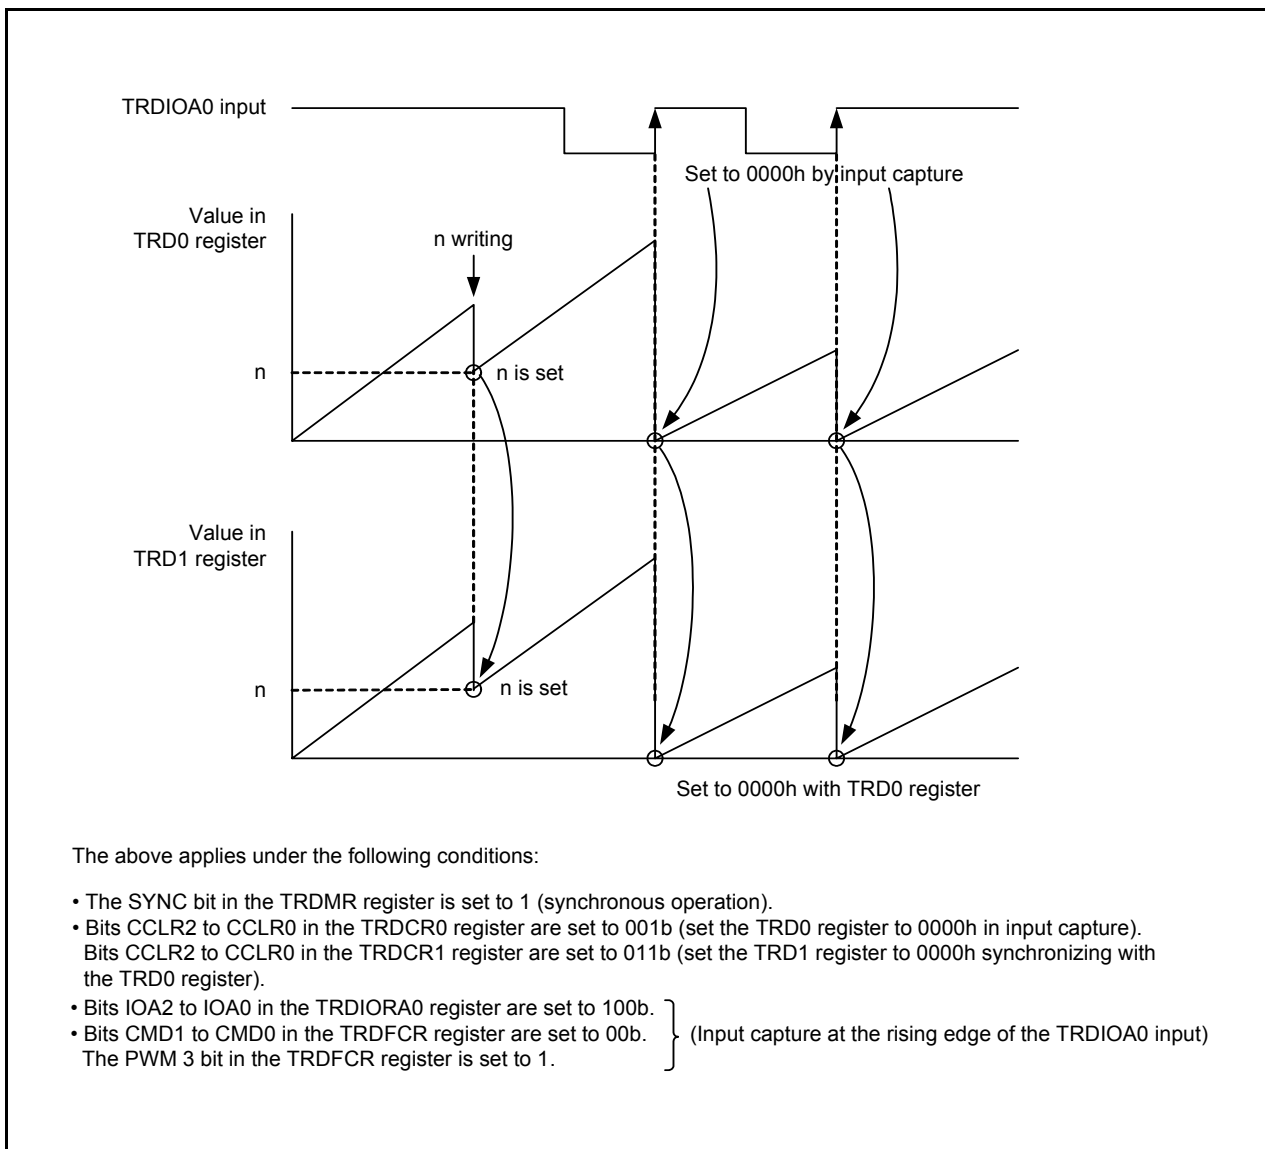 TRDIOA0 input
Set to 0000h by input capture
Value in
TRD0 register
n writing
n
n is set
Value in
TRD1 register
n
n is set
Set to 0000h with TRD0 register
The above applies under the following conditions:
• The SYNC bit in the TRDMR register is set to 1 (synchronous operation).
• Bits CCLR2 to CCLR0 in the TRDCR0 register are set to 001b (set the TRD0 register to 0000h in input capture).
Bits CCLR2 to CCLR0 in the TRDCR1 register are set to 011b (set the TRD1 register to 0000h synchronizing with
the TRD0 register).
• Bits IOA2 to IOA0 in the TRDIORA0 register are set to 100b.
• Bits CMD1 to CMD0 in the TRDFCR register are set to 00b.
The PWM 3 bit in the TRDFCR register is set to 1.
(Input capture at the rising edge of the TRDIOA0 input)